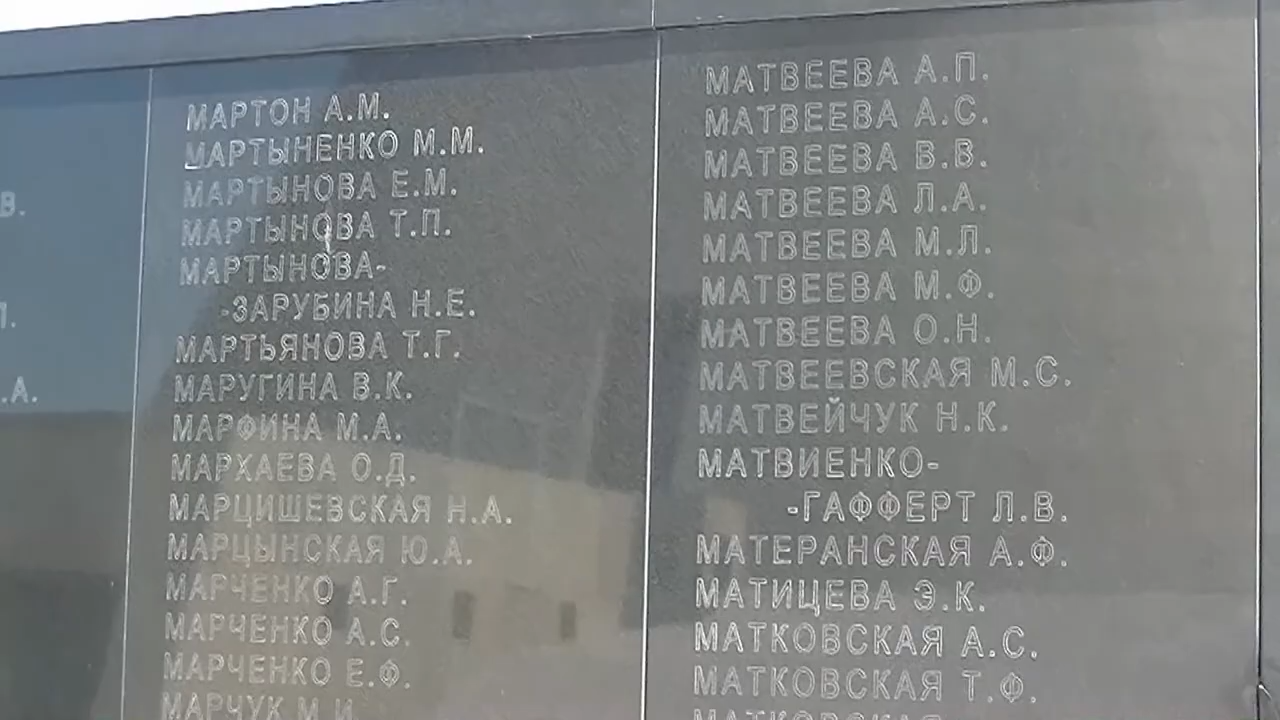 В.
.А.
МАРТОН А.М.
МАРТЫНЕНКО М.М.
МАРТЫНОВА Е.М.
МАРТЫНОВА Т.П.
МАРТЫНОВА-
-ЗАРУБИНА Н.Е.
МАРТЬЯНОВА Т.Г.
МАРУГИНА В.К.
МАРФИНА М.А.
МАРХАЕВА О.Д.
МАРЦИШЕВСКАЯ Н.А.
МАРЦЫНСКАЯ Ю.А.
МАРЧЕНКО А.Г.
МАРЧЕНКО А.С.
МАРЧЕНКО Е.Ф.
МАРЧУК М.И.
МАТВЕЕВА А.П.
МАТВЕЕВА А.С.
МАТВЕЕВА В.В.
МАТВЕЕВА Л.А.
МАТВЕЕВА М.Л.
МАТВЕЕВА М.Ф.
МАТВЕЕВА О.Н.
МАТВЕЕВСКАЯ М.С.
МАТВЕЙЧУК Н.К.
МАТВИЕНКО-
-ГАФФЕРТ Л.В.
МАТЕРАНСКАЯ А.Ф.
МАТИЦЕВА Э.К.
МАТКОВСКАЯ А.С.
МАТКОВСКАЯ Т.Ф.